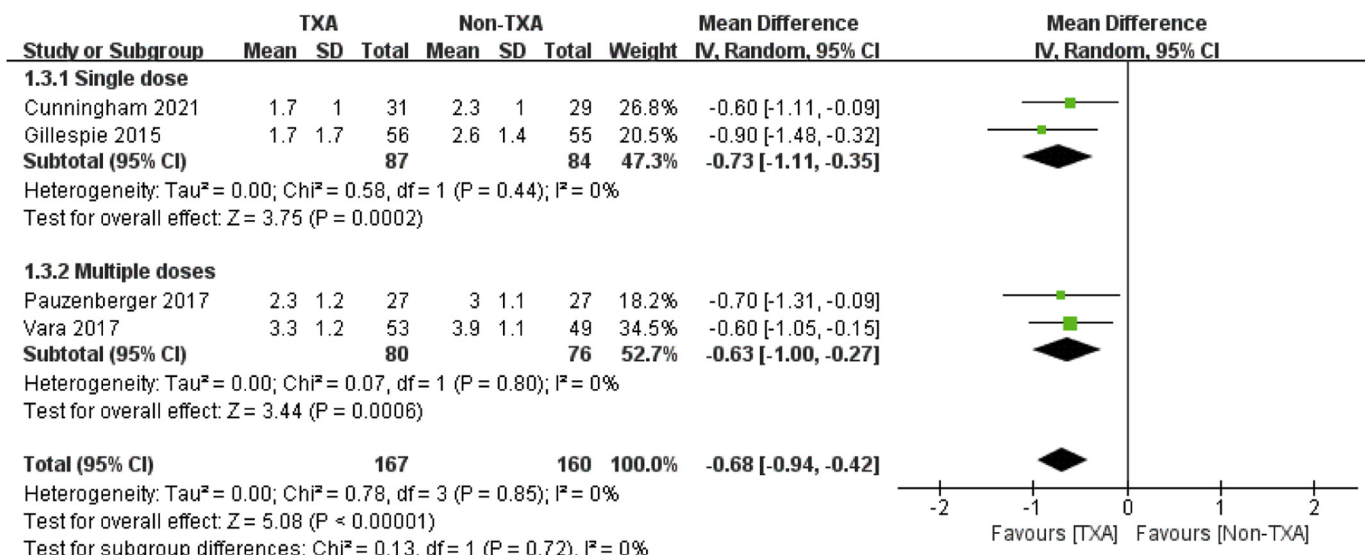 TXA Non-TXA Mean Difference Mean Difference
Study or Subgroup Mean SD Total Mean SD Total Weight IV, Random, 95% CI IV, Random, 95% CI
1.3.1 Single dose
Cunningham 2021 1.7 1 31 2.3 1 29 26.8% -0.60 [-1.11, -0.09]
Gillespie 2015 1.7 1.7 56 2.6 1.4 55 20.5% -0.90 [-1.48, -0.32]
Subtotal (95% CI) 87 84 47.3% -0.73 [-1.11, -0.35]
Heterogeneity: Tau² = 0.00; Chi² = 0.58, df = 1 (P = 0.44); I² = 0%
Test for overall effect: Z = 3.75 (P = 0.0002)
1.3.2 Multiple doses
Pauzenberger 2017 2.3 1.2 27 3 1.1 27 18.2% -0.70 [-1.31, -0.09]
Vara 2017 3.3 1.2 53 3.9 1.1 49 34.5% -0.60 [-1.05, -0.15]
Subtotal (95% CI) 80 76 52.7% -0.63 [-1.00, -0.27]
Heterogeneity: Tau² = 0.00; Chi² = 0.07, df = 1 (P = 0.80); I² = 0%
Test for overall effect: Z = 3.44 (P = 0.0006)
Total (95% CI) 167 160 100.0% -0.68 [-0.94, -0.42]
Heterogeneity: Tau² = 0.00; Chi² = 0.78, df = 3 (P = 0.85); I² = 0%
Test for overall effect: Z = 5.08 (P < 0.00001)
Test for subgroup differences: Chi² = 0.13, df = 1 (P = 0.72), I² = 0%
-2 -1 0 1 2
Favours [TXA] Favours [Non-TXA]